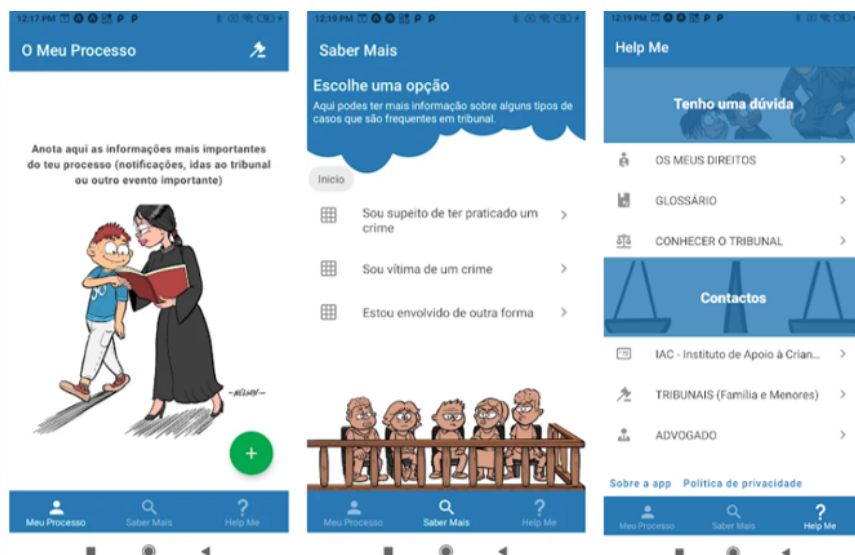 12:17 PM
O Meu Processo
Anota aqui as informações mais importantes
do teu processo (notificações, idas ao tribunal
ou outro evento importante)
-NELSON-
+
Meu Processo
Saber Mais
Help Me
12:19 PM
Saber Mais
Escolhe uma opção
Aqui podes ter mais informação sobre alguns tipos de
casos que são frequentes em tribunal.
Inicio
Sou supeito de ter praticado um
crime
Sou vítima de um crime
Estou envolvido de outra forma
Meu Processo
Saber Mais
Help Me
12:19 PM
Help Me
Tenho uma dúvida
OS MEUS DIREITOS
GLOSSÁRIO
CONHECER O TRIBUNAL
Contactos
IAC - Instituto de Apoio à Crian...
TRIBUNAIS (Família e Menores)
ADVOGADO
Sobre a app Política de privacidade
Meu Processo
Saber Mais
Help Me